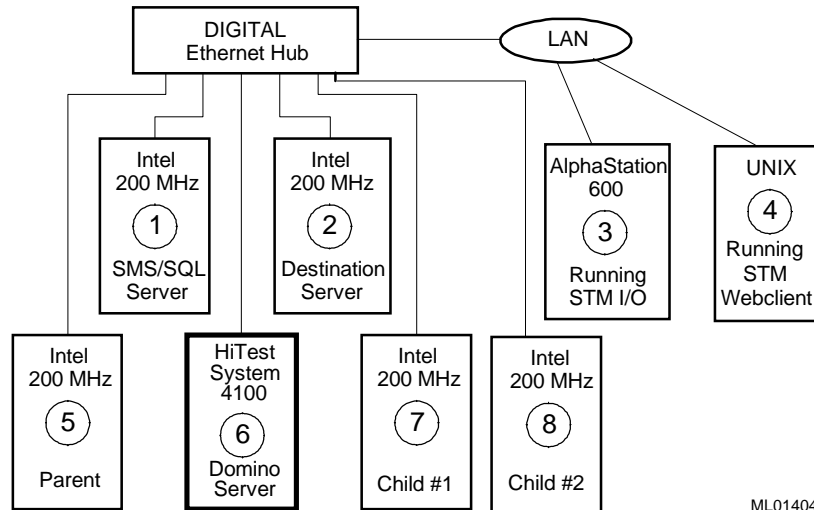 DIGITAL
Ethernet Hub
LAN
Intel
200 MHz
1
SMS/SQL
Server
Intel
200 MHz
2
Destination
Server
AlphaStation
600
3
Running
STM I/O
UNIX
4
Running
STM
Webclient
Intel
200 MHz
5
Parent
HiTest
System
4100
6
Domino
Server
Intel
200 MHz
7
Child #1
Intel
200 MHz
8
Child #2
ML014048